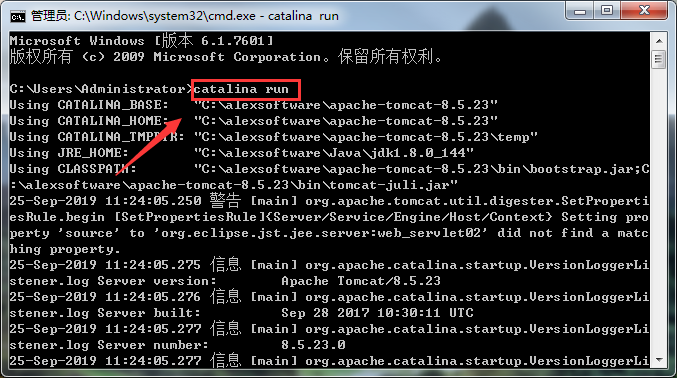 管理员: C:\Windows\system32\cmd.exe - catalina  run
Microsoft Windows [版本 6.1.7601]
版权所有 (c) 2009 Microsoft Corporation。保留所有权利。
C:\Users\Administrator>catalina run
Using CATALINA_BASE:   "C:\alexsoftware\apache-tomcat-8.5.23"
Using CATALINA_HOME:   "C:\alexsoftware\apache-tomcat-8.5.23"
Using CATALINA_TMPDIR: "C:\alexsoftware\apache-tomcat-8.5.23\temp"
Using JRE_HOME:        "C:\alexsoftware\Java\jdk1.8.0_144"
Using CLASSPATH:       "C:\alexsoftware\apache-tomcat-8.5.23\bin\bootstrap.jar;C
:\alexsoftware\apache-tomcat-8.5.23\bin\tomcat-juli.jar"
25-Sep-2019 11:24:05.250 警告 [main] org.apache.tomcat.util.digester.SetProperti
esRule.begin [SetPropertiesRule]{Server/Service/Engine/Host/Context} Setting pro
perty 'source' to 'org.eclipse.jst.jee.server:web_servlet02' did not find a matc
hing property.
25-Sep-2019 11:24:05.275 信息 [main] org.apache.catalina.startup.VersionLoggerLi
stener.log Server version:        Apache Tomcat/8.5.23
25-Sep-2019 11:24:05.276 信息 [main] org.apache.catalina.startup.VersionLoggerLi
stener.log Server built:          Sep 28 2017 10:30:11 UTC
25-Sep-2019 11:24:05.277 信息 [main] org.apache.catalina.startup.VersionLoggerLi
stener.log Server number:         8.5.23.0
25-Sep-2019 11:24:05.277 信息 [main] org.apache.catalina.startup.VersionLoggerLi